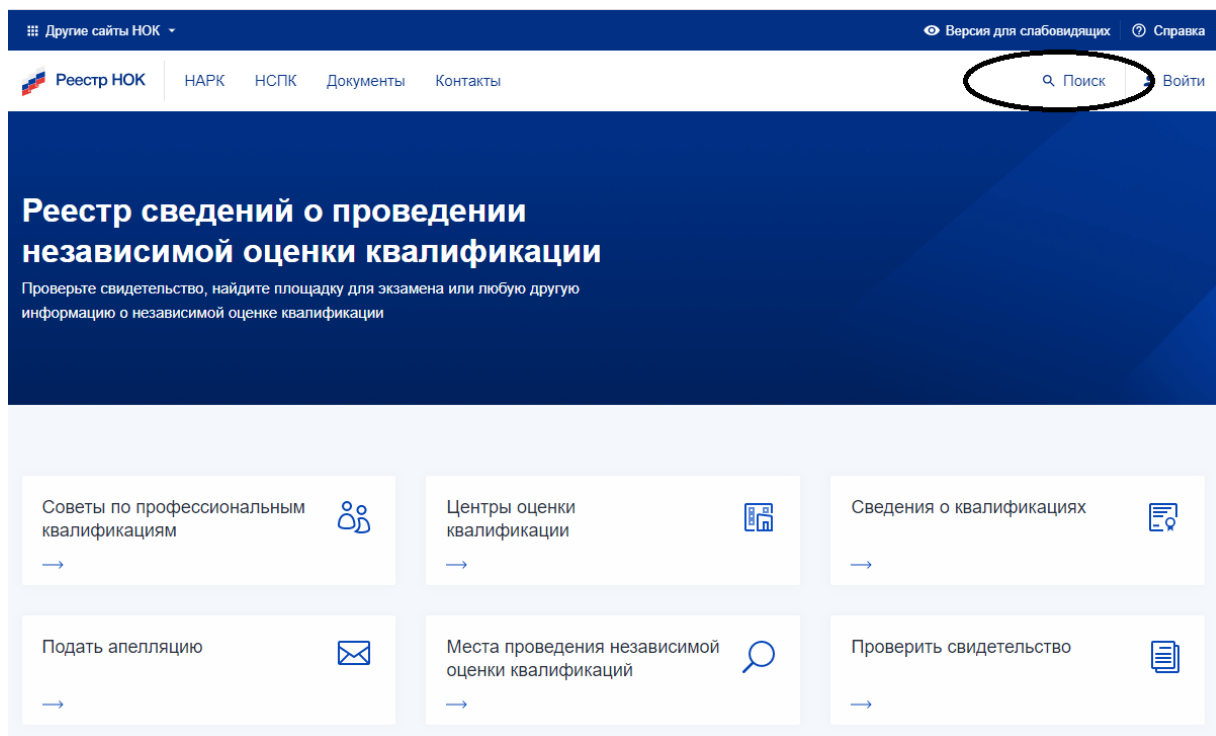 Другие сайты НОК
Версия для слабовидящих
Справка
Реестр НОК
НАРК
НСПК
Документы
Контакты
Поиск
Войти
Реестр сведений о проведении
независимой оценки квалификации
Проверьте свидетельство, найдите площадку для экзамена или любую другую
информацию о независимой оценке квалификации
Советы по профессиональным
квалификациям
Центры оценки
квалификации
Сведения о квалификациях
Подать апелляцию
Места проведения независимой
оценки квалификаций
Проверить свидетельство